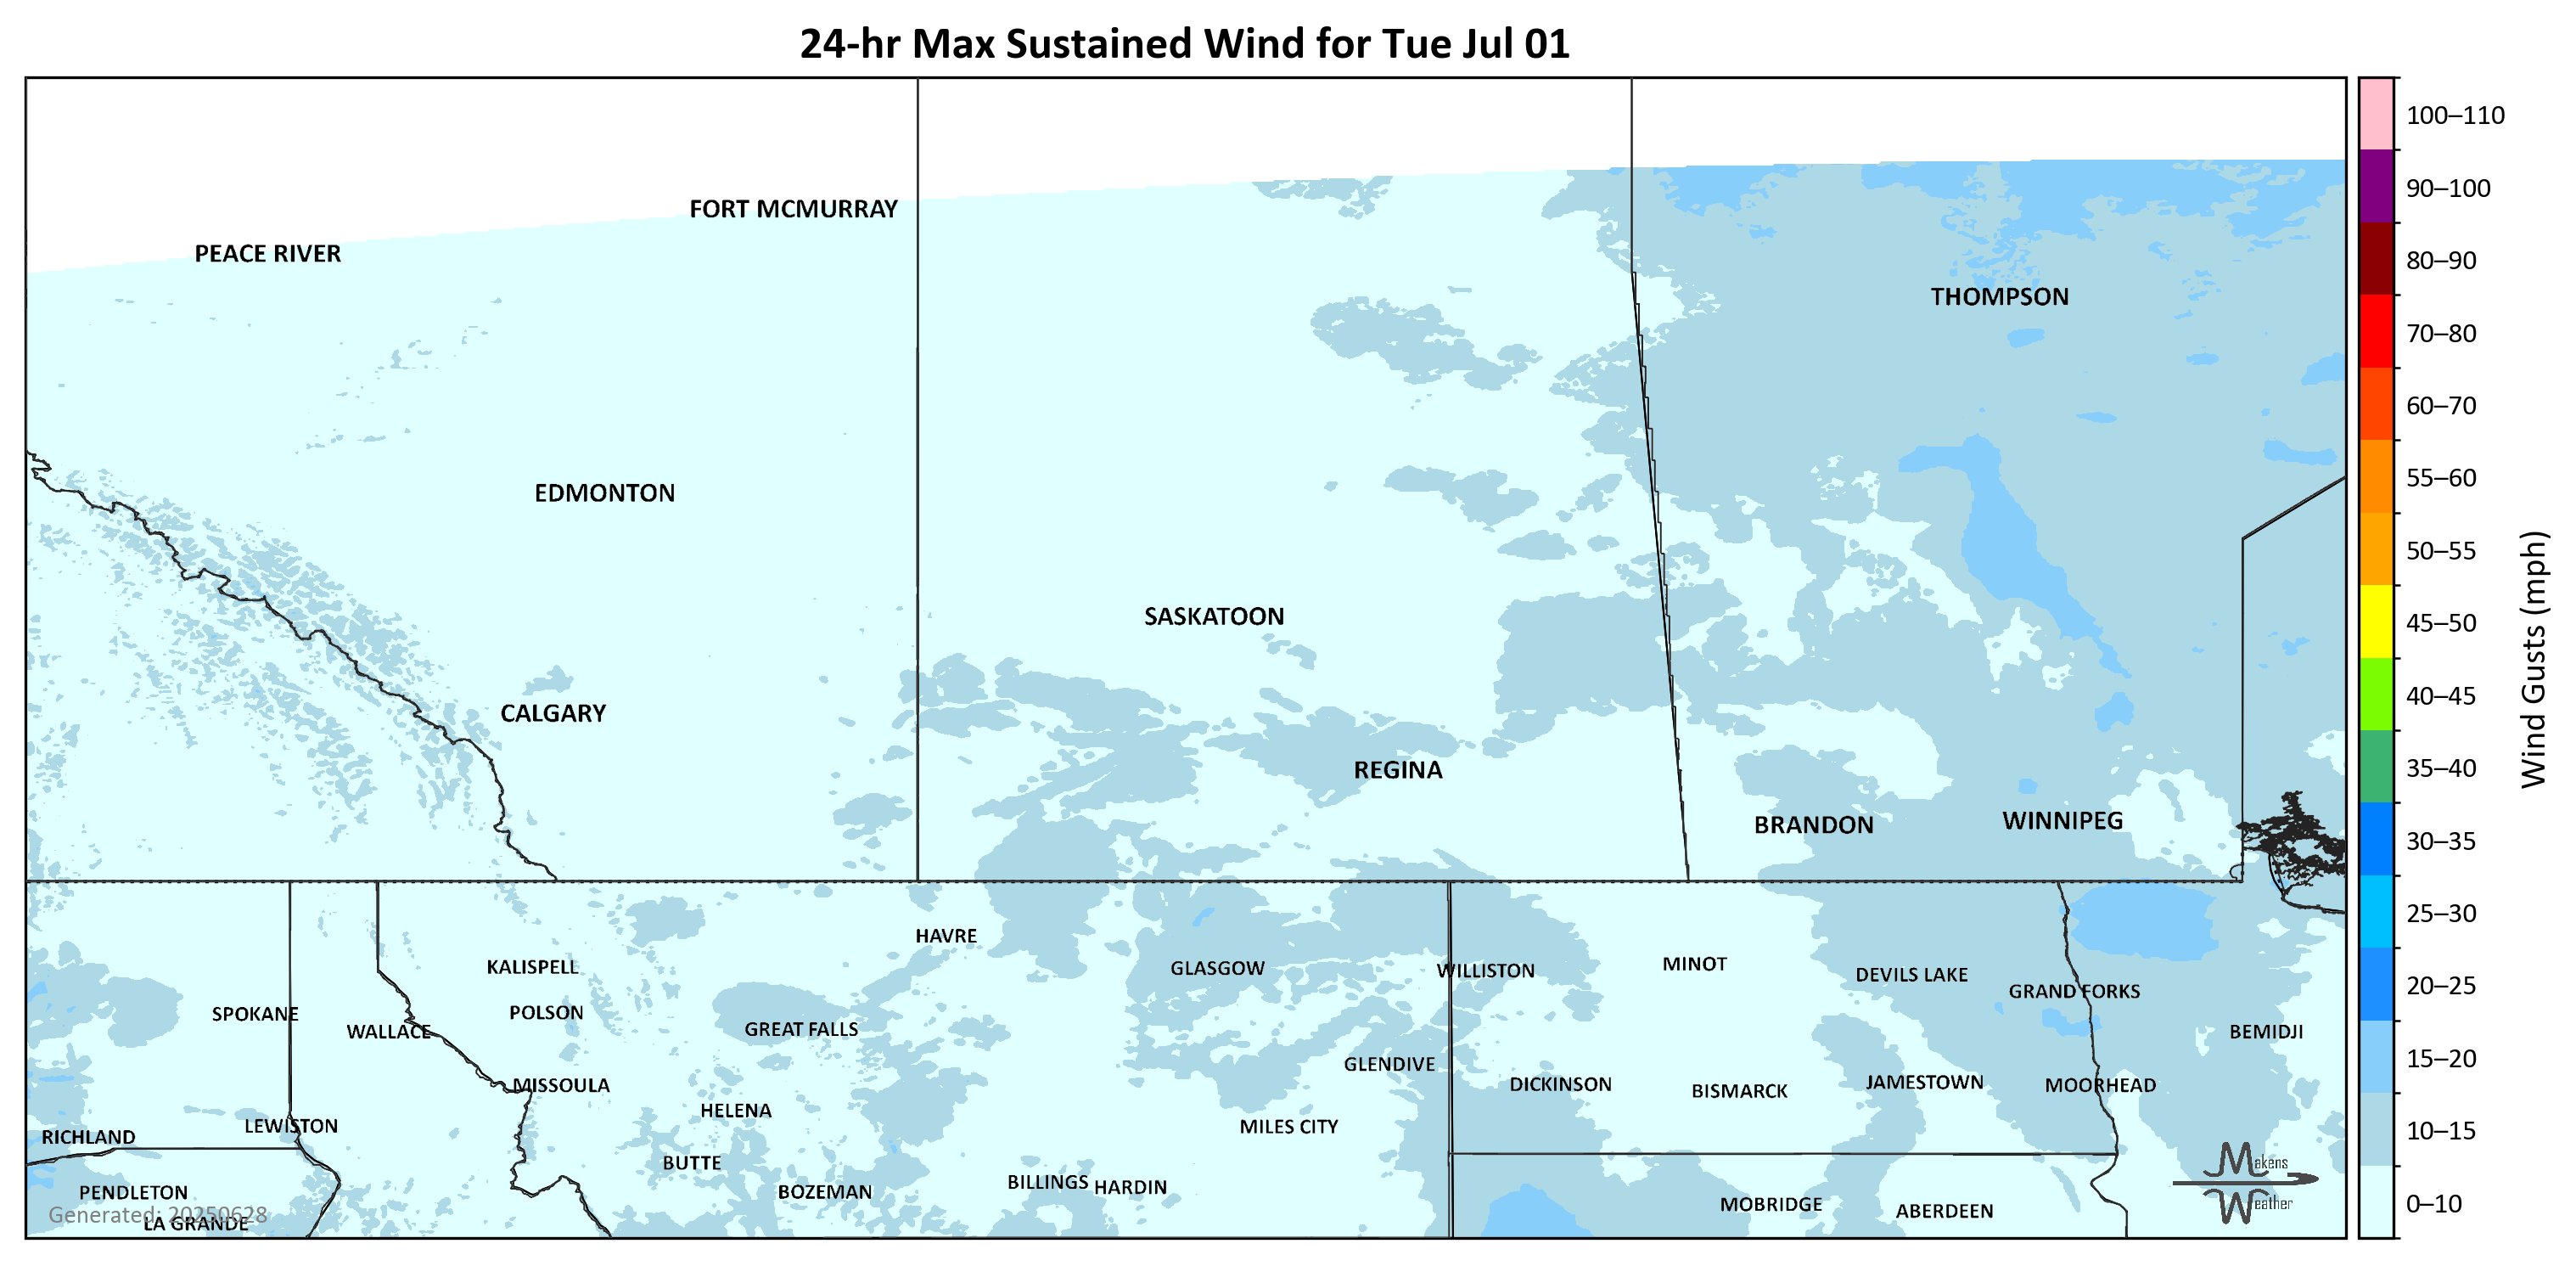 24-hr Max Sustained Wind for Tue Jul 01
FORT MCMURRAY
PEACE RIVER
THOMPSON
EDMONTON
SASKATOON
CALGARY
REGINA
BRANDON
WINNIPEG
HAVRE
KALISPELL
GLASGOW
WILLISTON
MINOT
DEVILS LAKE
GRAND FORKS
SPOKANE
POLSON
WALLACE
GREAT FALLS
BEMIDJI
GLENDIVE
MISSOULA
DICKINSON
BISMARCK
JAMESTOWN
MOORHEAD
HELENA
LEWISTON
MILES CITY
RICHLAND
BUTTE
PENDLETON
BOZEMAN
BILLINGS
HARDIN
MOBRIDGE
ABERDEEN
LA GRANDE
Generated: 20250628
Makens
Weather
100–110
90–100
80–90
70–80
60–70
55–60
50–55
45–50
40–45
35–40
30–35
25–30
20–25
15–20
10–15
0–10
Wind Gusts (mph)